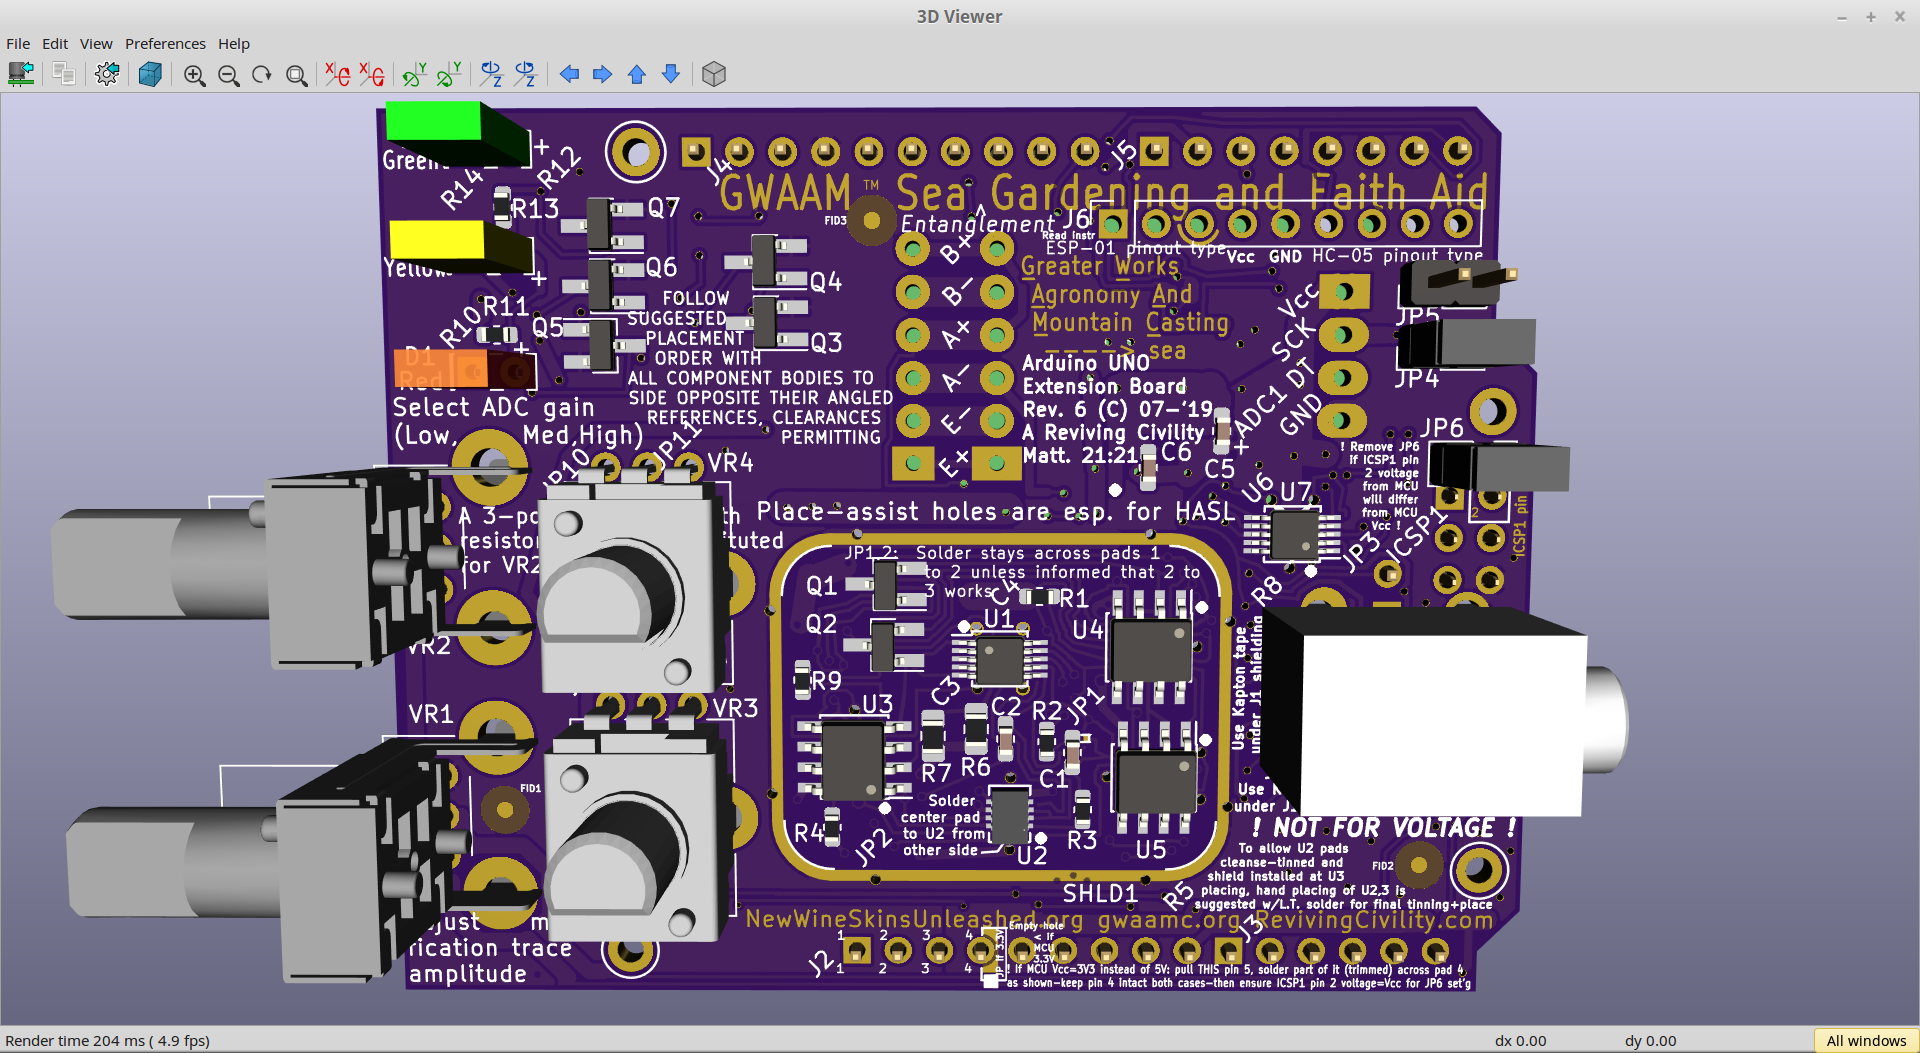 3D Viewer
File Edit View Preferences Help
Green
+
R14
R12
R13
Q7
J4
J5
GWAAM™ Sea Gardening and Faith Aid
FID3
Entanglement
^
J6
Read instr
ESP-01 pinout type
Vcc GND HC-05 pinout type
Yellow
+
Q6
Q4
R10
R11
Q5
Q3
+
D1
Red
FOLLOW
SUGGESTED
PLACEMENT
ORDER WITH
ALL COMPONENT BODIES TO
SIDE OPPOSITE THEIR ANGLED
REFERENCES, CLEARANCES
PERMITTING
B+
B-
A+
A-
E-
E+
Greater Works
Agronomy And
Mountain Casting
----> sea
Arduino UNO
Extension Board
Rev. 6 (C) 07-'19
A Reviving Civility
Matt. 21:21
Vcc
SCK
ADC1 DT
GND
JP5
JP4
JP6
C6
C5
+
! Remove JP6
if ICSP1 pin
2 voltage
from MCU
will differ
from MCU
Vcc !
2
ICSP1 pin
Select ADC gain
(Low, Med,High)
JP10
JP11
VR4
U6
U7
JP3
ICSP1
R8
Place-assist holes are esp. for HASL
A 3-po
resistor
for VR2
th
tuted
VR2
VR1
VR3
FID1
JP1,2: Solder stays across pads 1
to 2 unless informed that 2 to
3 works
Q1
Q2
C4
R1
U1
U4
R9
U3
C3
C2
R2
JP1
R7
R6
C1
R4
JP2
R3
U2
U5
Solder
center pad
to U2 from
other side
SHLD1
R5
Use Kapton tape
under J1 shielding
Use K
under J
! NOT FOR VOLTAGE !
To allow U2 pads
cleanse-tinned and
shield installed at U3
placing, hand placing of U2,3 is
suggested w/L.T. solder for final tinning+place
FID2
NewWineSkinsUnleashed.org gwaamc.org RevivingCivility.com
djust m
rication trace
amplitude
J2
1 2 3 4
1 2 3 4
Empty hole
< if
MCU
3.3V
JP if 3.3V
J3
! If MCU Vcc=3V3 instead of 5V: pull THIS pin 5, solder part of it (trimmed) across pad 4
as shown-keep pin 4 intact both cases-then ensure ICSP1 pin 2 voltage=Vcc for JP6 set'g
Render time 204 ms ( 4.9 fps)
dx 0.00
dy 0.00
All windows